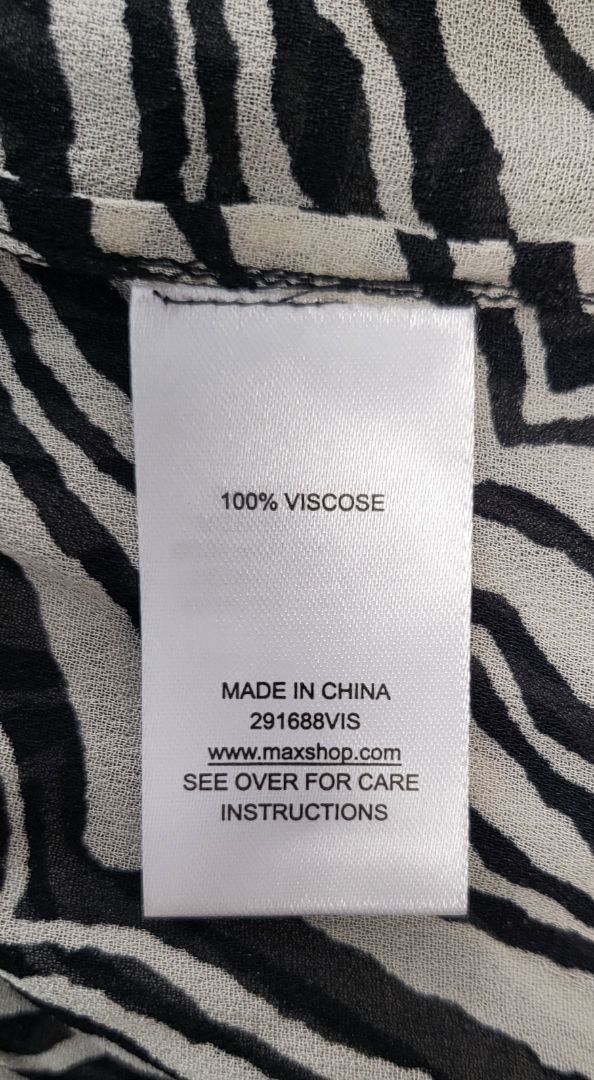 100% VISCOSE
MADE IN CHINA
291688VIS
www.maxshop.com
SEE OVER FOR CARE
INSTRUCTIONS